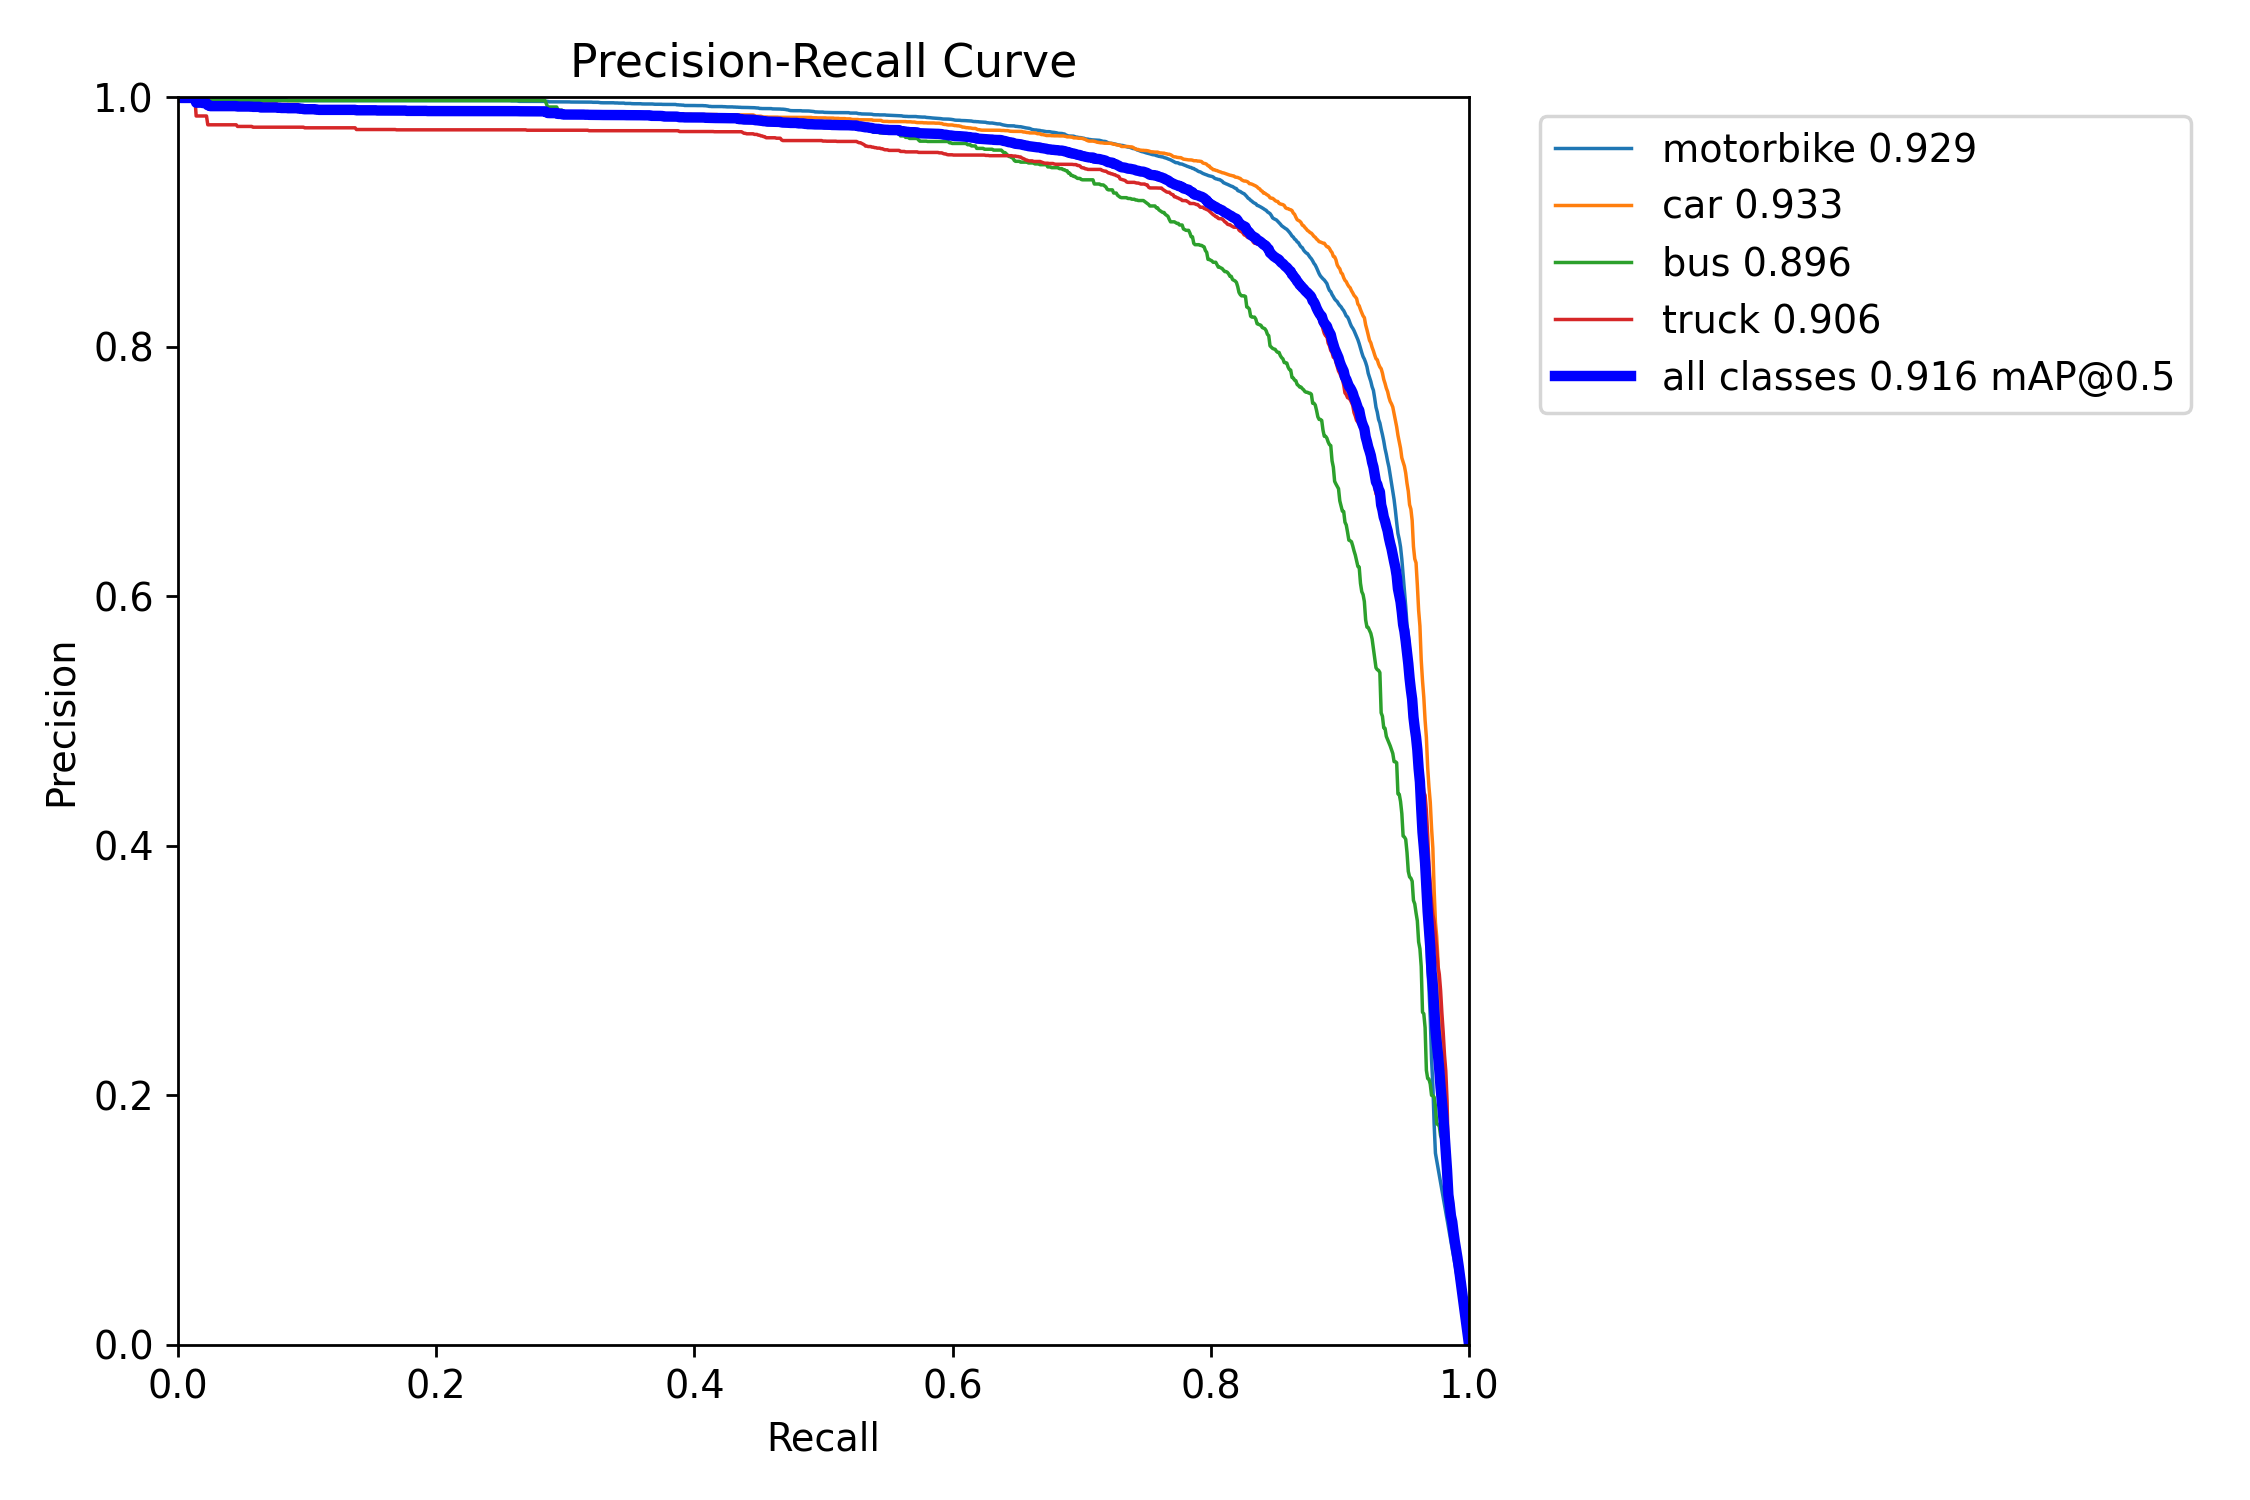 Precision-Recall Curve
1.0
0.8
0.6
0.4
0.2
0.0
Precision
0.0 0.2 0.4 0.6 0.8 1.0
Recall
motorbike 0.929
car 0.933
bus 0.896
truck 0.906
all classes 0.916 mAP@0.5